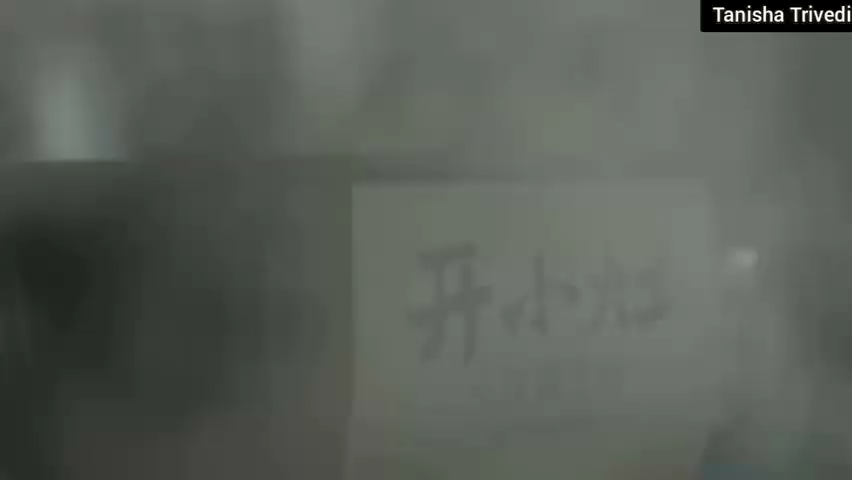 Tanisha Trivedi
开小灶